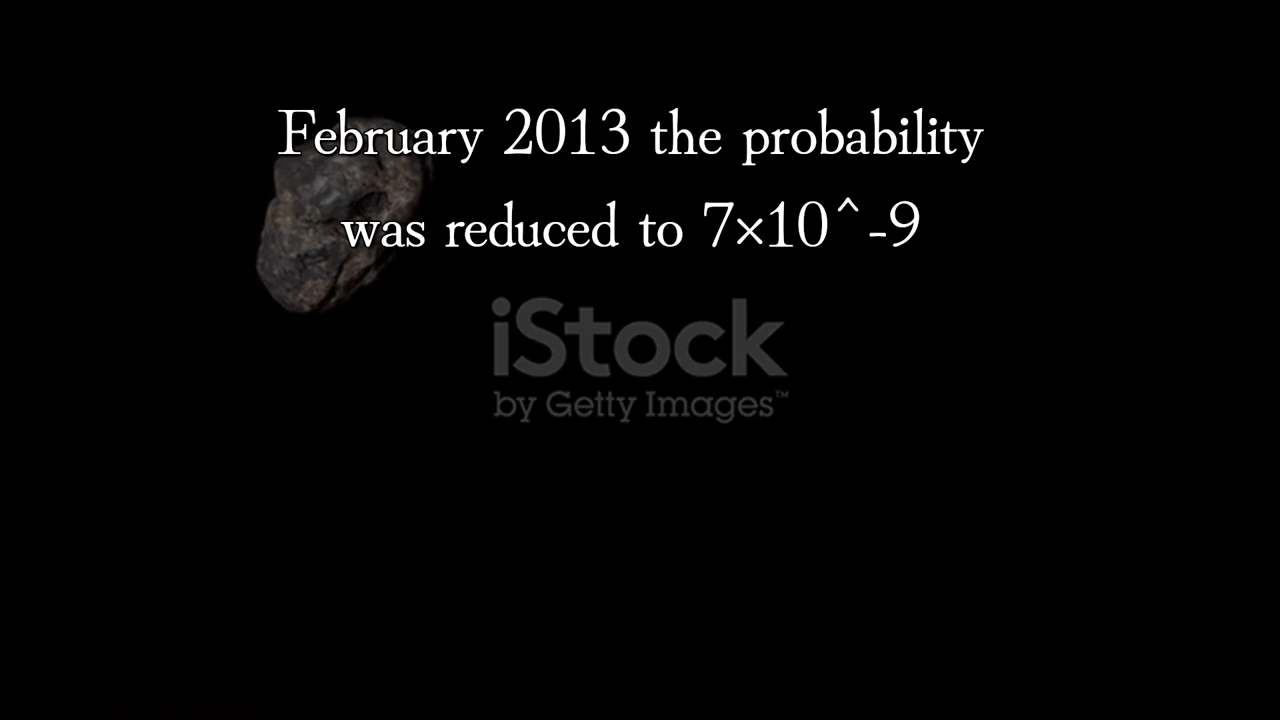 February 2013 the probability
was reduced to 7×10^-9
iStock
by Getty Images™